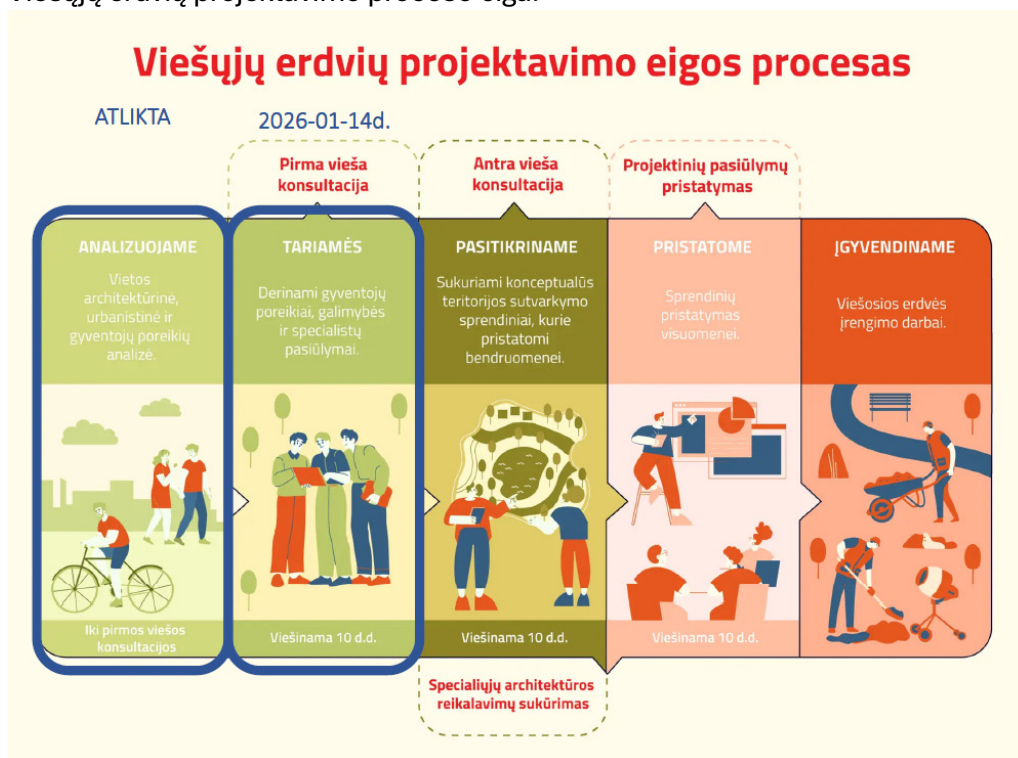 Viešųjų erdvių projektavimo eigos procesas
ATLIKTA
2026-01-14d.
Pirma vieša
konsultacija
Antra vieša
konsultacija
Projektinių pasiūlymų
pristatymas
ANALIZUOJAME
Vietos
architektūrinė,
urbanistinė ir
gyventojų poreikių
analizė.
Iki pirmos viešos
konsultacijos
TARIAMĖS
Derinami gyventojų
poreikiai, galimybės
ir specialistų
pasiūlymai.
Viešinama 10 d.d.
PASITIKRINAME
Sukuriami konceptualūs
teritorijos sutvarkymo
sprendiniai, kurie
pristatomi
bendruomenei.
Viešinama 10 d.d.
PRISTATOME
Sprendinių
pristatymas
visuomenei.
Viešinama 10 d.d.
ĮGYVENDINAME
Viešosios erdvės
įrengimo darbai.
Specialiųjų architektūros
reikalavimų sukūrimas